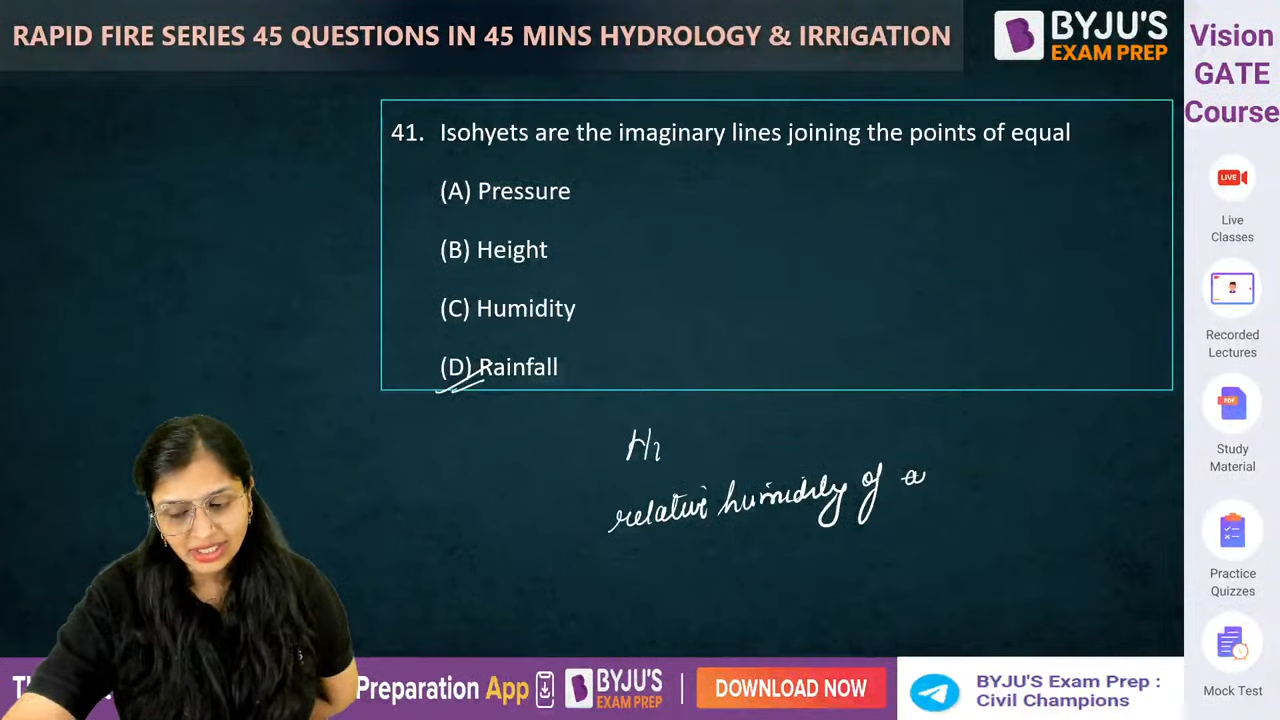 RAPID FIRE SERIES 45 QUESTIONS IN 45 MINS HYDROLOGY & IRRIGATION
BYJU'S
EXAM PREP
Vision
GATE
Course
41. Isohyets are the imaginary lines joining the points of equal
(A) Pressure
(B) Height
(C) Humidity
(D) Rainfall
relative humidity of a
LIVE
Live
Classes
Recorded
Lectures
PDF
Study
Material
Practice
Quizzes
Mock Test
Th
Preparation App
BYJU'S
EXAM PREP
DOWNLOAD NOW
BYJU'S Exam Prep :
Civil Champions